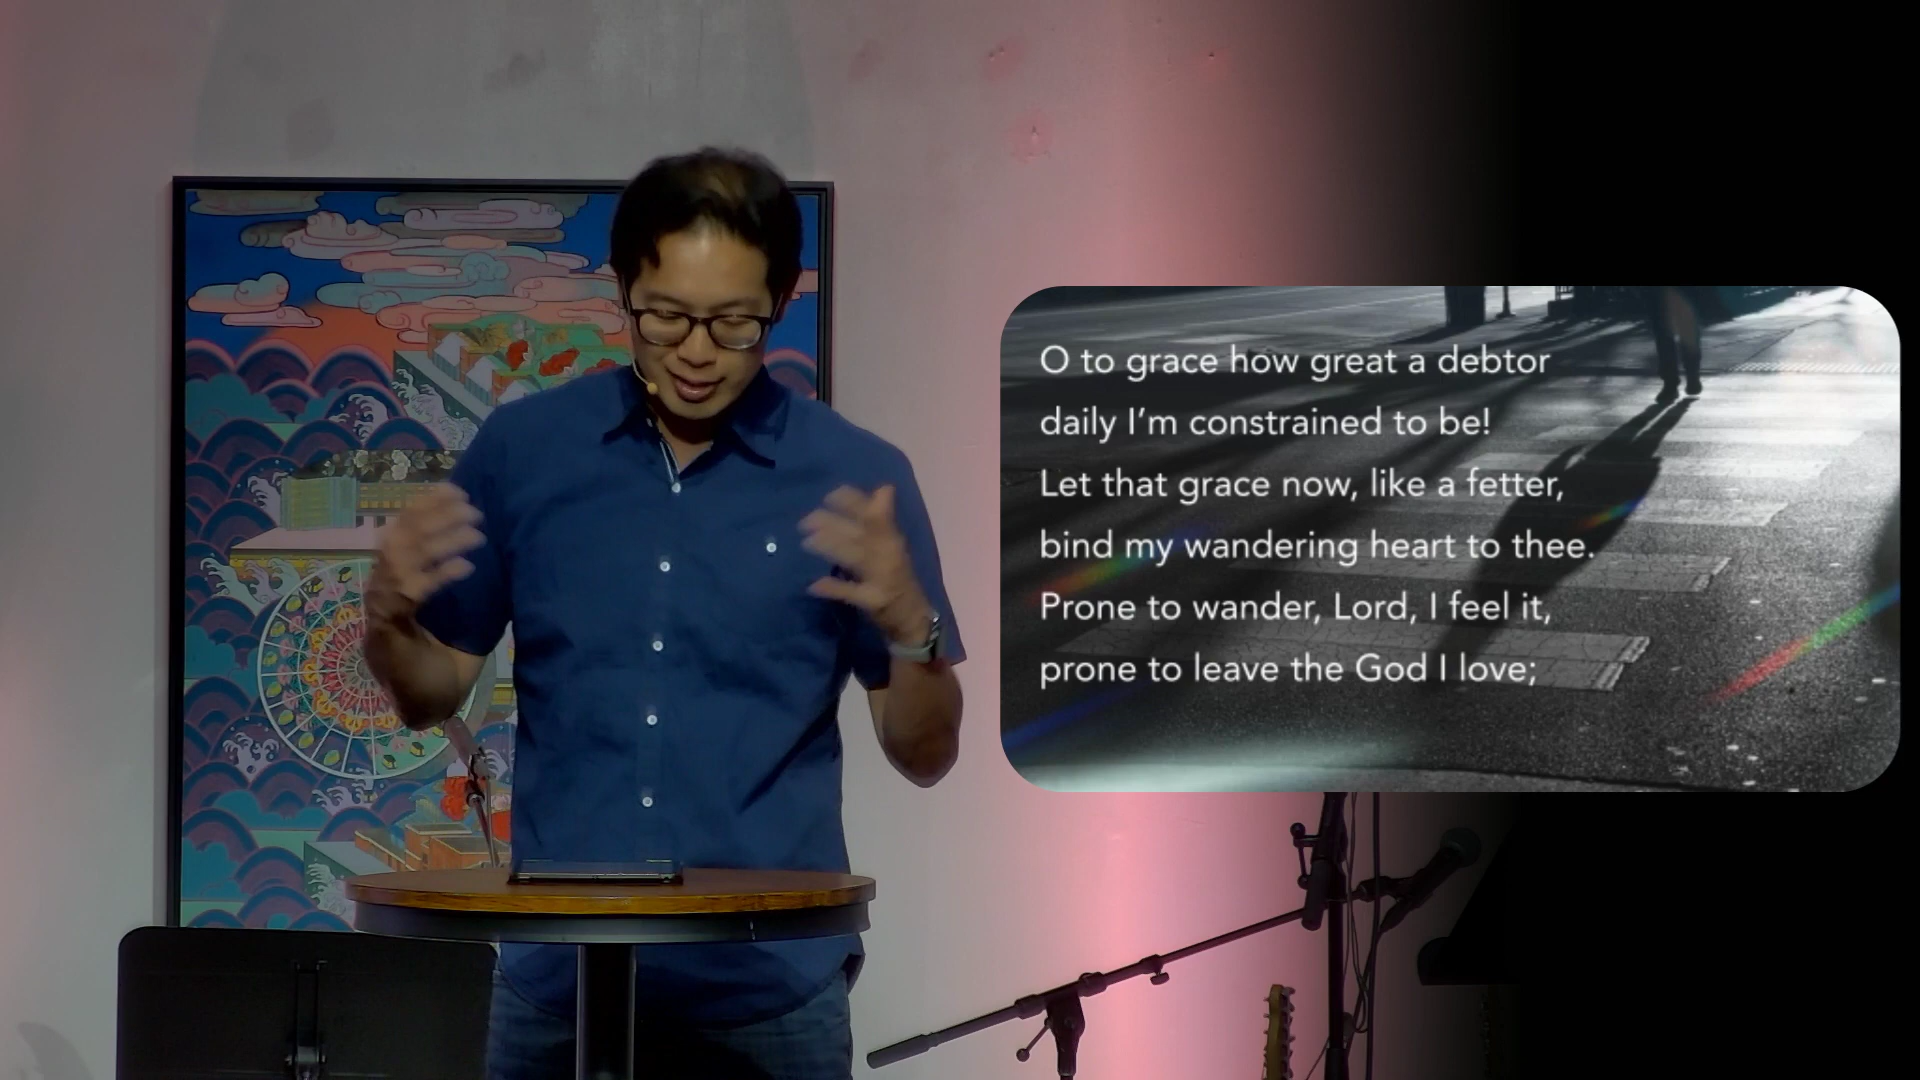 O to grace how great a debtor
daily I’m constrained to be!
Let that grace now, like a fetter,
bind my wandering heart to thee.
Prone to wander, Lord, I feel it,
prone to leave the God I love;